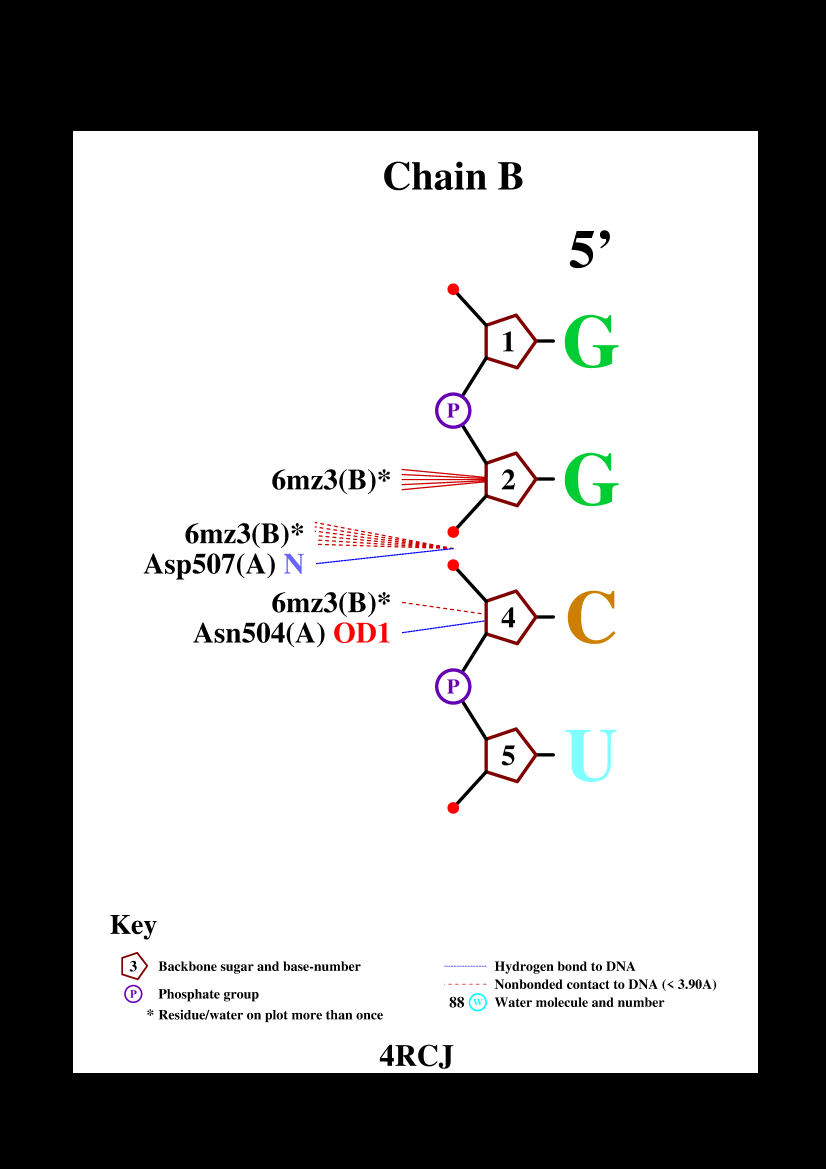 Chain B
5’
1 G
P
6mz3(B)* 2 G
6mz3(B)*
Asp507(A) N
6mz3(B)*
4 C
Asn504(A) OD1
P
5 U
Key
3 Backbone sugar and base-number
P Phosphate group
* Residue/water on plot more than once
Hydrogen bond to DNA
Nonbonded contact to DNA (< 3.90A)
88 W Water molecule and number
4RCJ